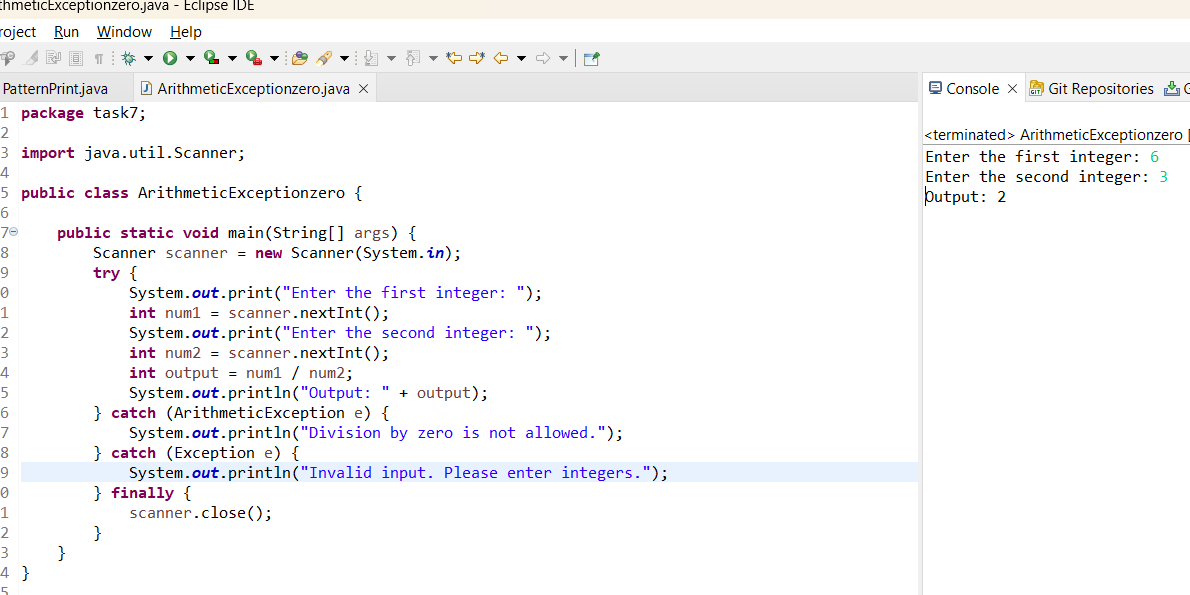 thmeticExceptionzero.java - Eclipse IDE
roject Run Window Help
PatternPrint.java ArithmeticExceptionzero.java
1 package task7;
2
3 import java.util.Scanner;
4
5 public class ArithmeticExceptionzero {
6
7 public static void main(String[] args) {
8 Scanner scanner = new Scanner(System.in);
9 try {
0 System.out.print("Enter the first integer: ");
1 int num1 = scanner.nextInt();
2 System.out.print("Enter the second integer: ");
3 int num2 = scanner.nextInt();
4 int output = num1 / num2;
5 System.out.println("Output: " + output);
6 } catch (ArithmeticException e) {
7 System.out.println("Division by zero is not allowed.");
8 } catch (Exception e) {
9 System.out.println("Invalid input. Please enter integers.");
0 } finally {
1 scanner.close();
2 }
3 }
4 }
5
Console Git Repositories G
<terminated> ArithmeticExceptionzero [
Enter the first integer: 6
Enter the second integer: 3
Output: 2